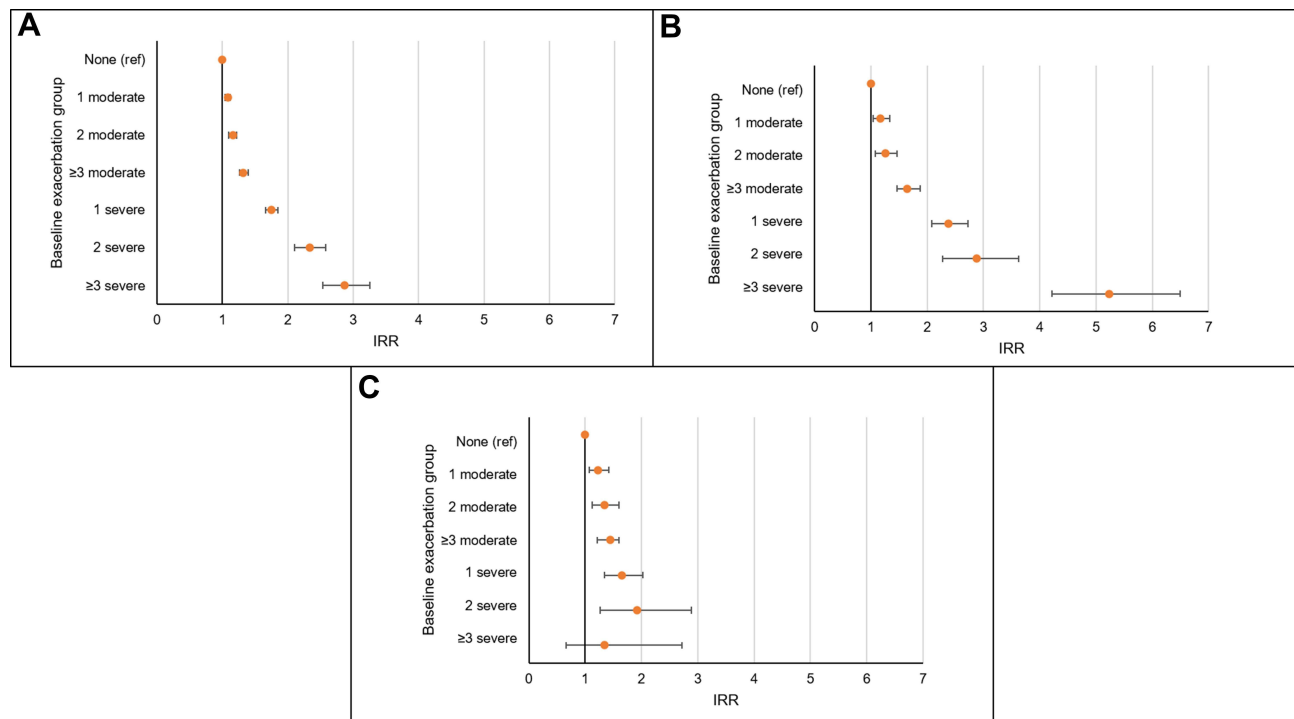 A
Baseline exacerbation group
None (ref)
1 moderate
2 moderate
≥3 moderate
1 severe
2 severe
≥3 severe
0 1 2 3 4 5 6 7
IRR
B
Baseline exacerbation group
None (ref)
1 moderate
2 moderate
≥3 moderate
1 severe
2 severe
≥3 severe
0 1 2 3 4 5 6 7
IRR
C
Baseline exacerbation group
None (ref)
1 moderate
2 moderate
≥3 moderate
1 severe
2 severe
≥3 severe
0 1 2 3 4 5 6 7
IRR